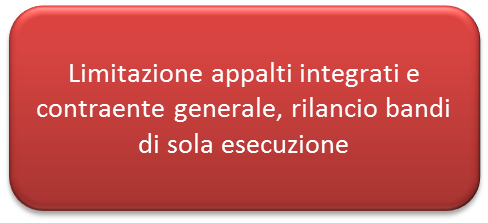 Limitazione appalti integrati e
contraente generale, rilancio bandi
di sola esecuzione